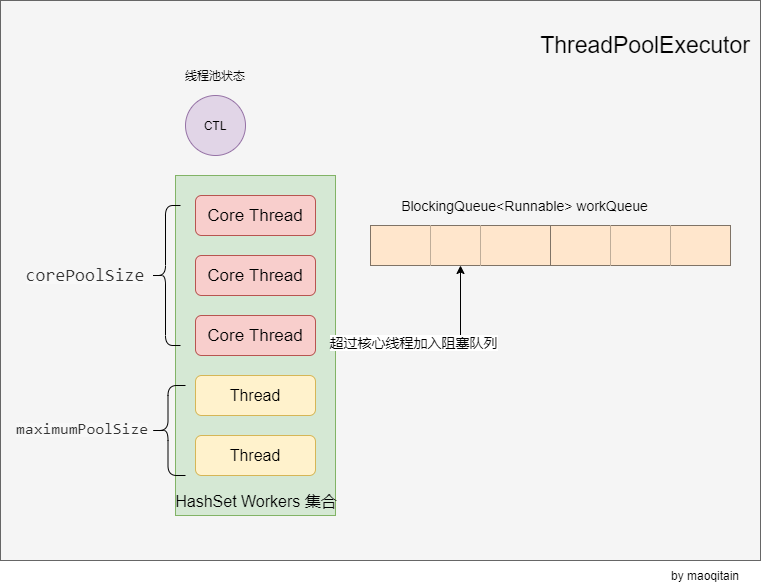 ThreadPoolExecutor
线程池状态
CTL
BlockingQueue<Runnable> workQueue
Core Thread
corePoolSize
Core Thread
Core Thread
超过核心线程加入阻塞队列
Thread
maximumPoolSize
Thread
HashSet Workers 集合
by maoqitain